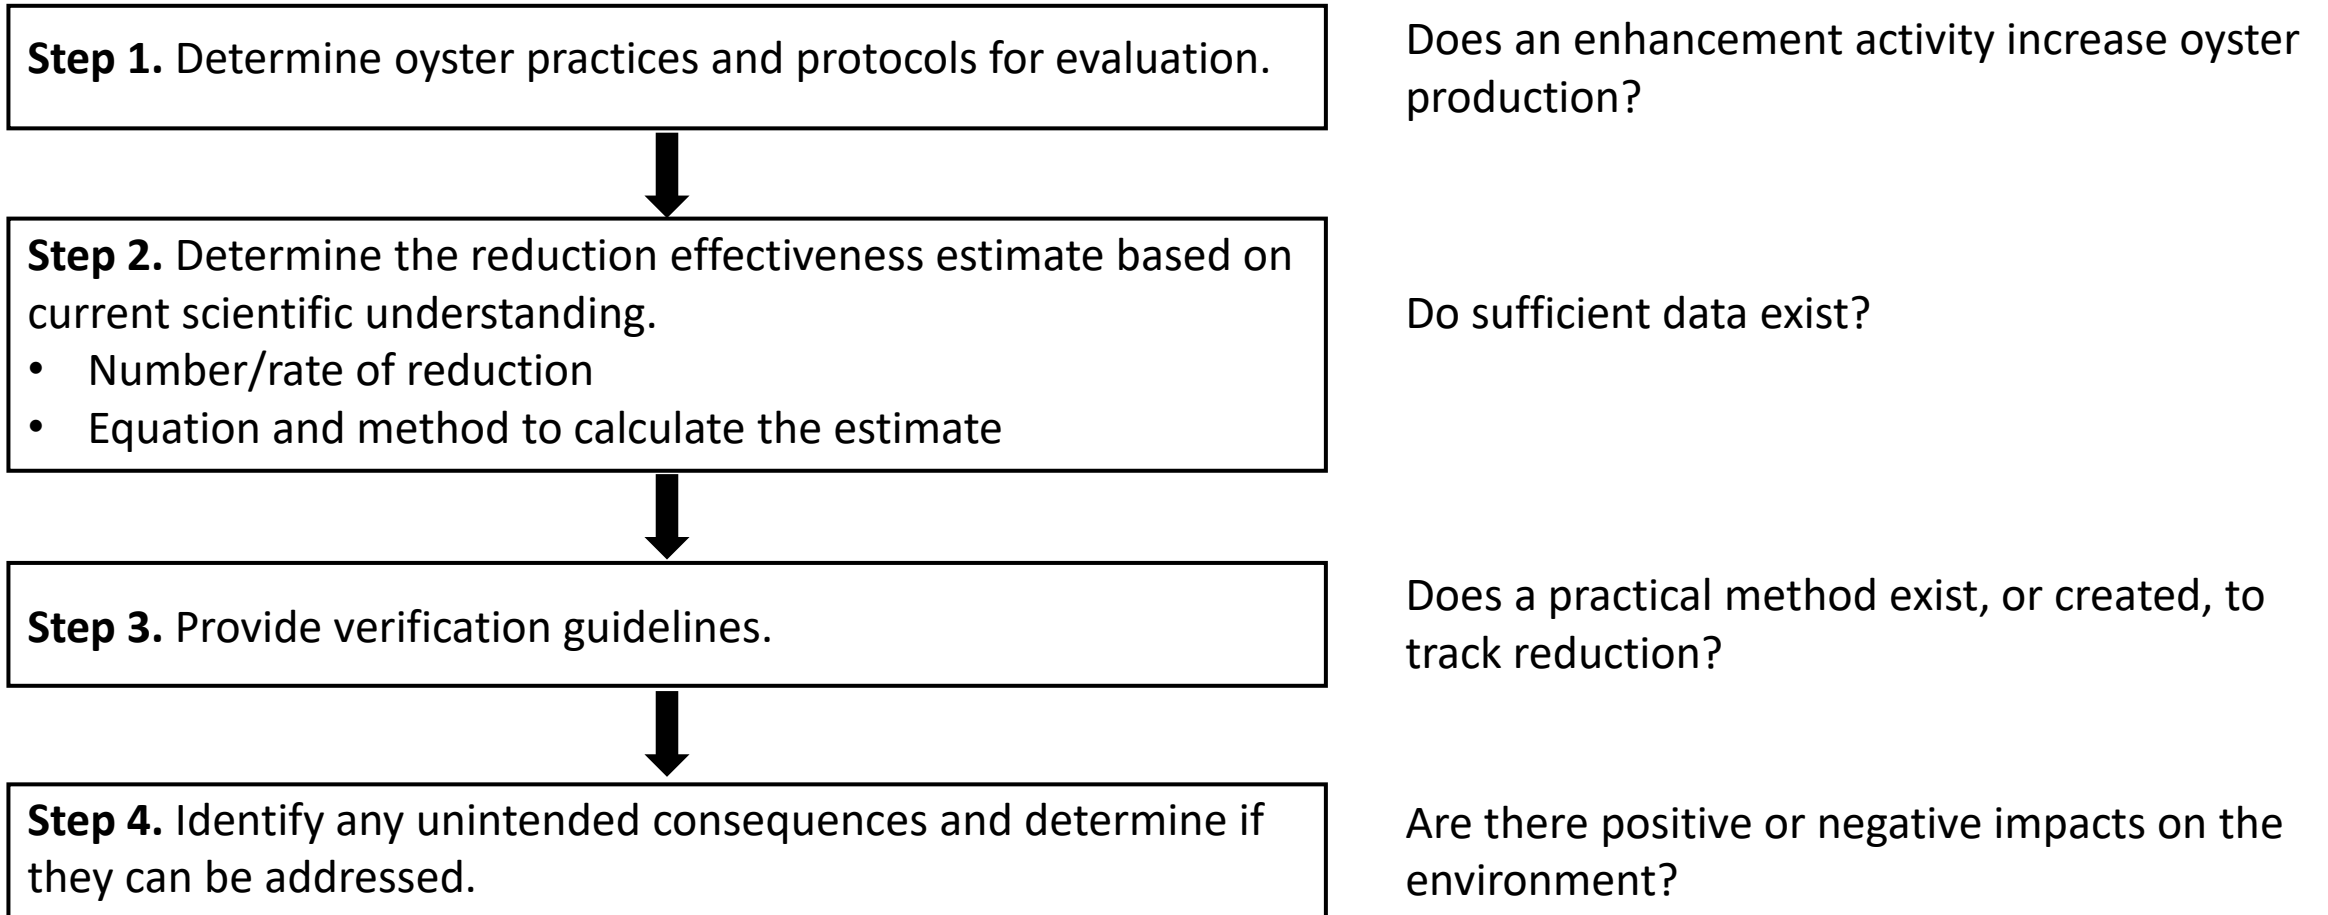 Step 1. Determine oyster practices and protocols for evaluation.
Does an enhancement activity increase oyster
production?
Step 2. Determine the reduction effectiveness estimate based on
current scientific understanding.
• Number/rate of reduction
• Equation and method to calculate the estimate
Do sufficient data exist?
Step 3. Provide verification guidelines.
Does a practical method exist, or created, to
track reduction?
Step 4. Identify any unintended consequences and determine if
they can be addressed.
Are there positive or negative impacts on the
environment?